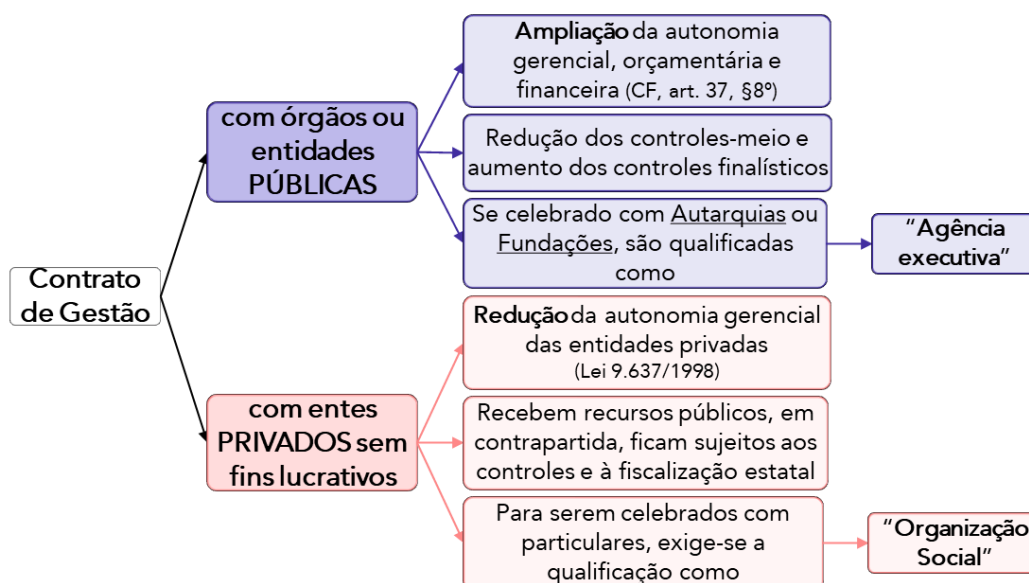 Contrato
de Gestão
com órgãos ou
entidades
PÚBLICAS
Ampliação da autonomia
gerencial, orçamentária e
financeira (CF, art. 37, §8º)
Redução dos controles-meio e
aumento dos controles finalísticos
Se celebrado com Autarquias ou
Fundações, são qualificadas
como
“Agência
executiva”
com entes
PRIVADOS sem
fins lucrativos
Redução da autonomia gerencial
das entidades privadas
(Lei 9.637/1998)
Recebem recursos públicos, em
contrapartida, ficam sujeitos aos
controles e à fiscalização estatal
Para serem celebrados com
particulares, exige-se a
qualificação como
“Organização
Social”